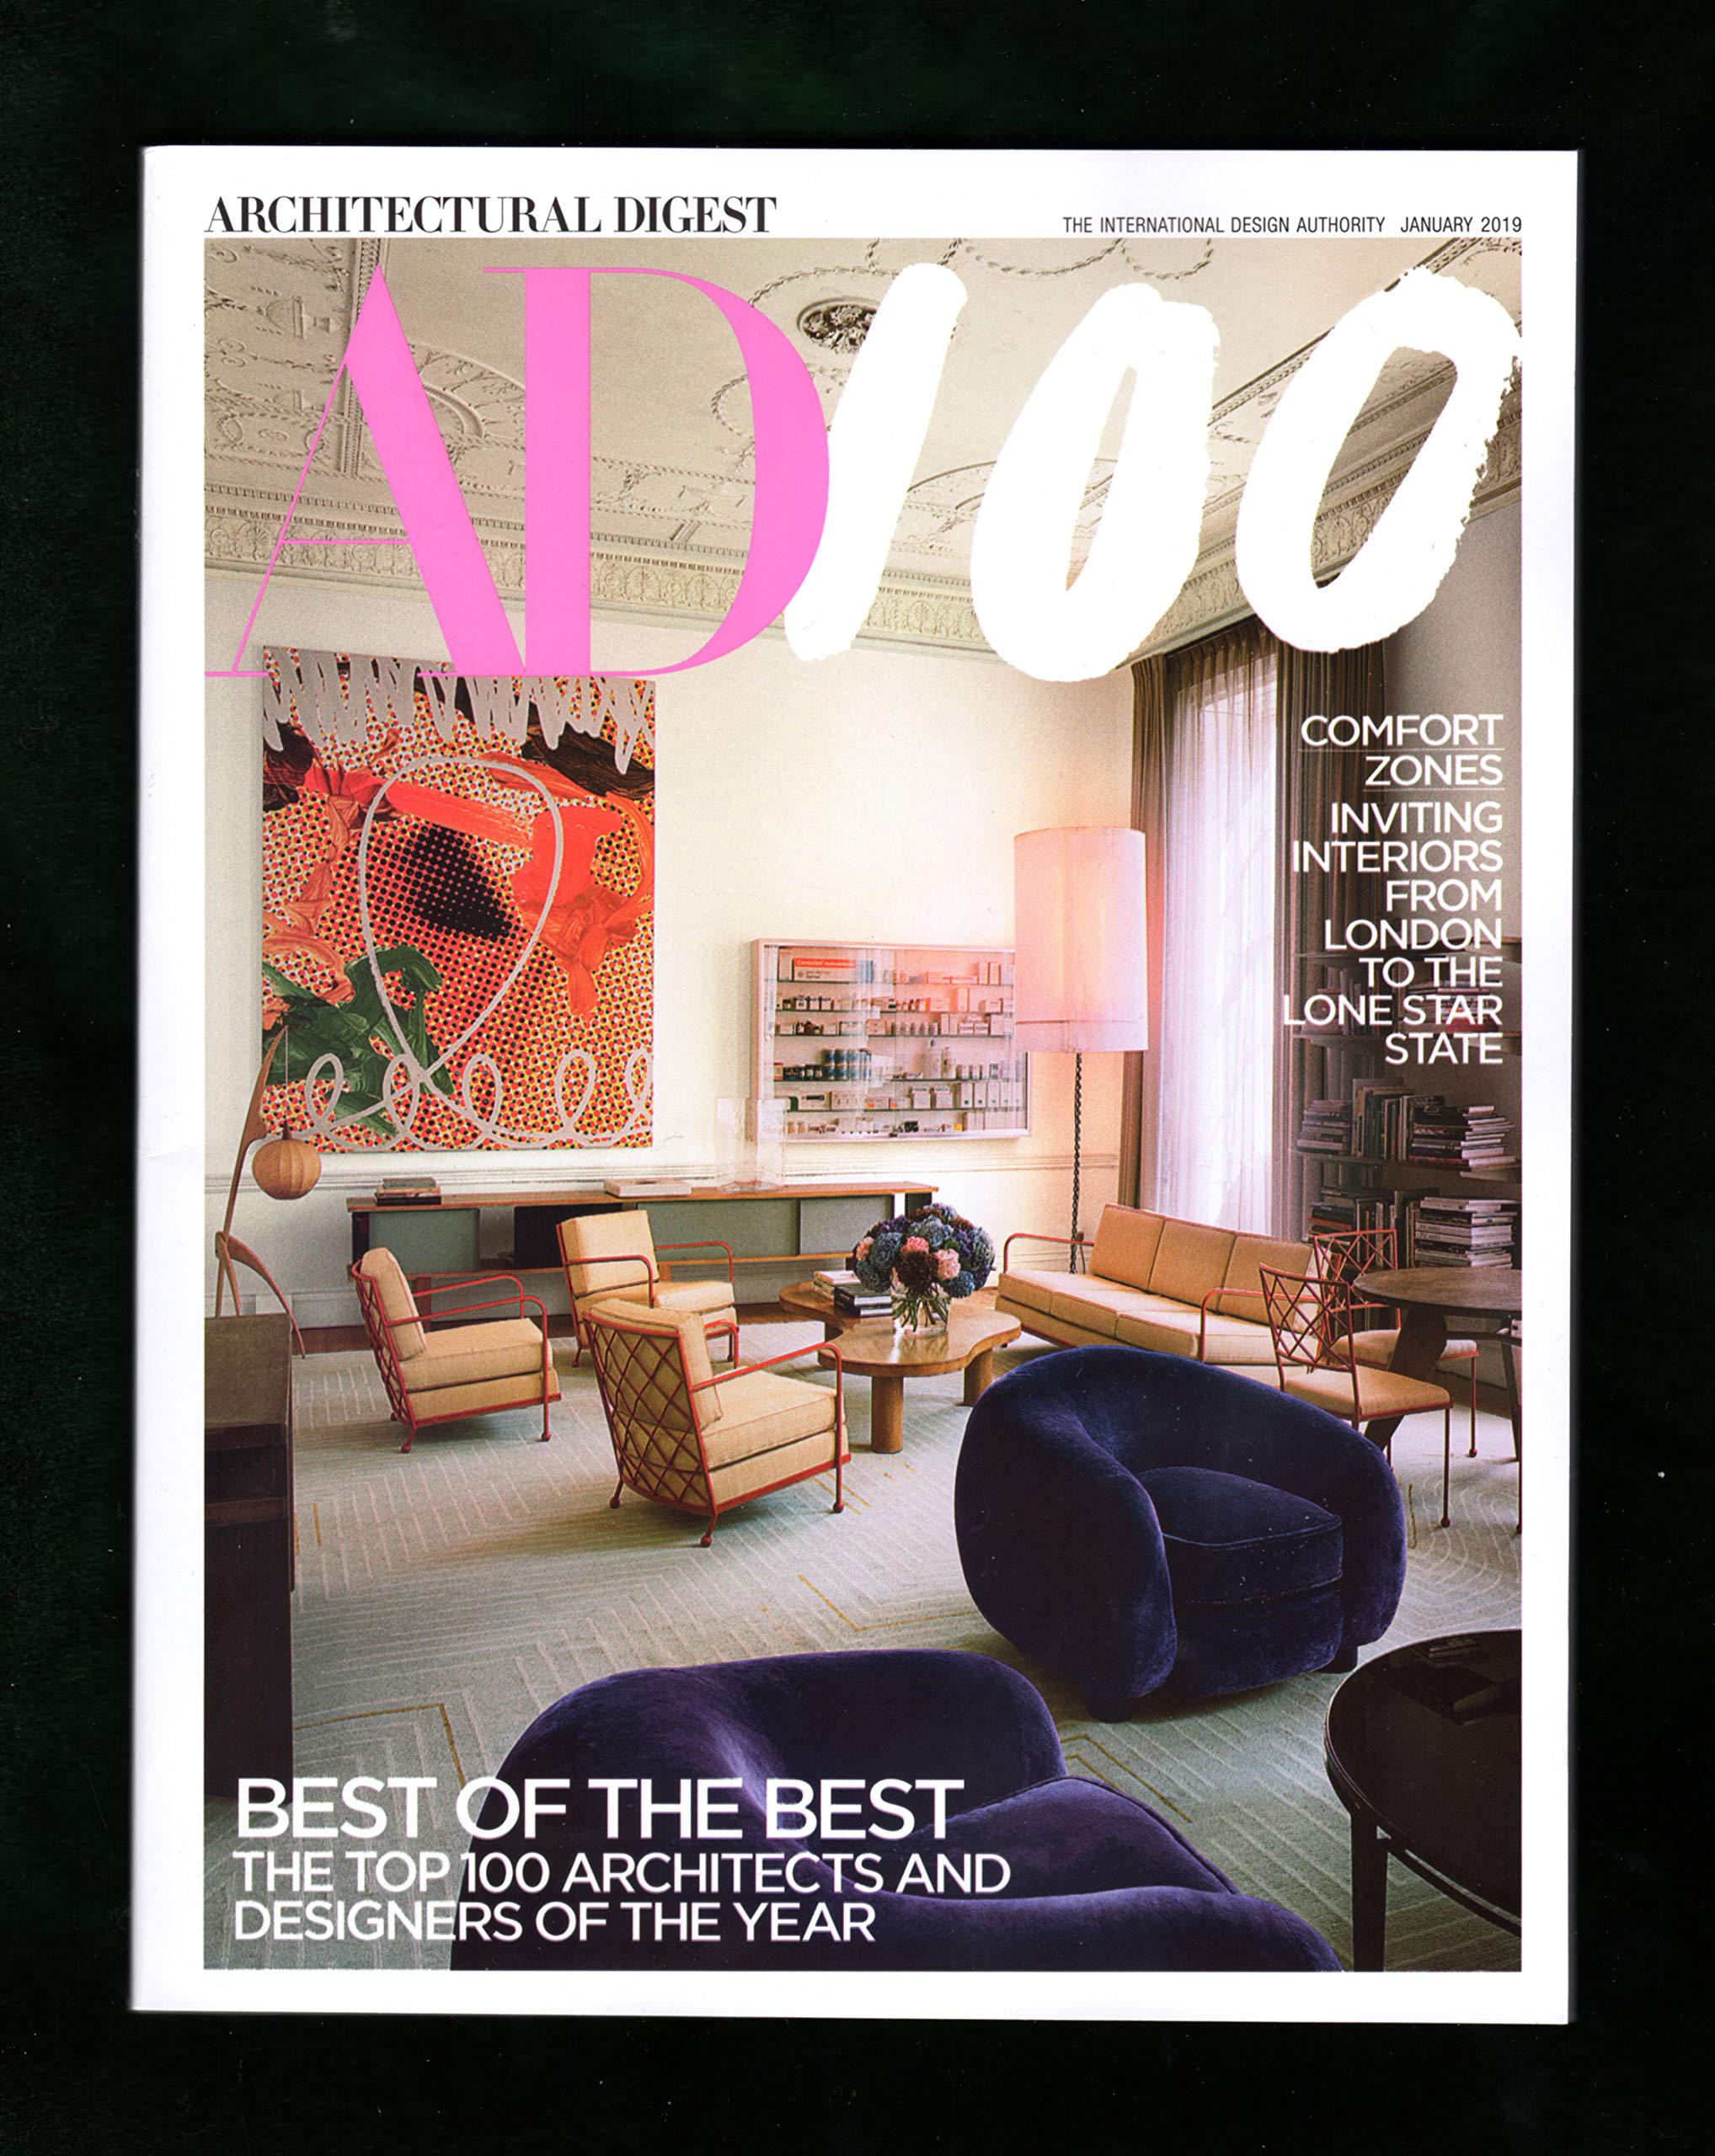 ARCHITECTURAL DIGEST
THE INTERNATIONAL DESIGN AUTHORITY JANUARY 2019
AD100
COMFORT
ZONES
INVITING
INTERIORS
FROM
LONDON
TO THE
LONE STAR
STATE
BEST OF THE BEST
THE TOP 100 ARCHITECTS AND
DESIGNERS OF THE YEAR